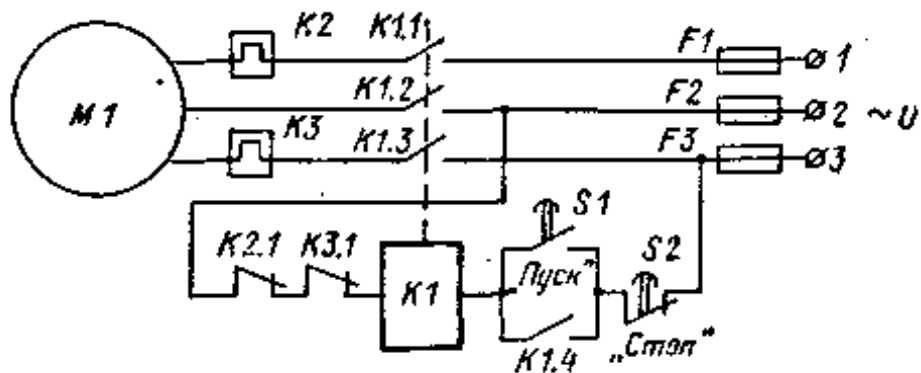 K2 K1.1 F1 1
M1 K1.2 F2 2 ~U
K3 K1.3 F3 3
S1
K2.1 K3.1 S2
K1 Пуск"
K1.4 „Стоп"